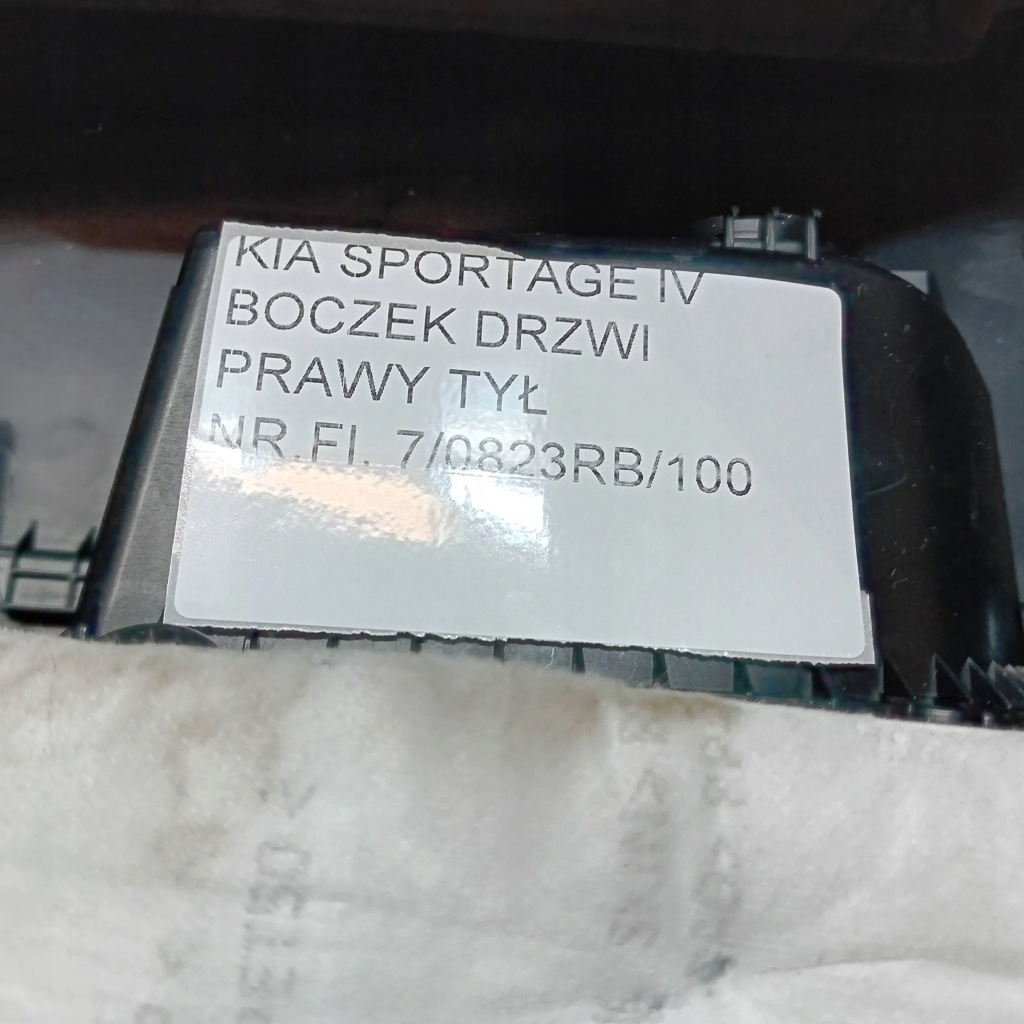 KIA SPORTAGE IV
BOCZEK DRZWI
PRAWY TYŁ
NR.FI. 7/0823RB/100